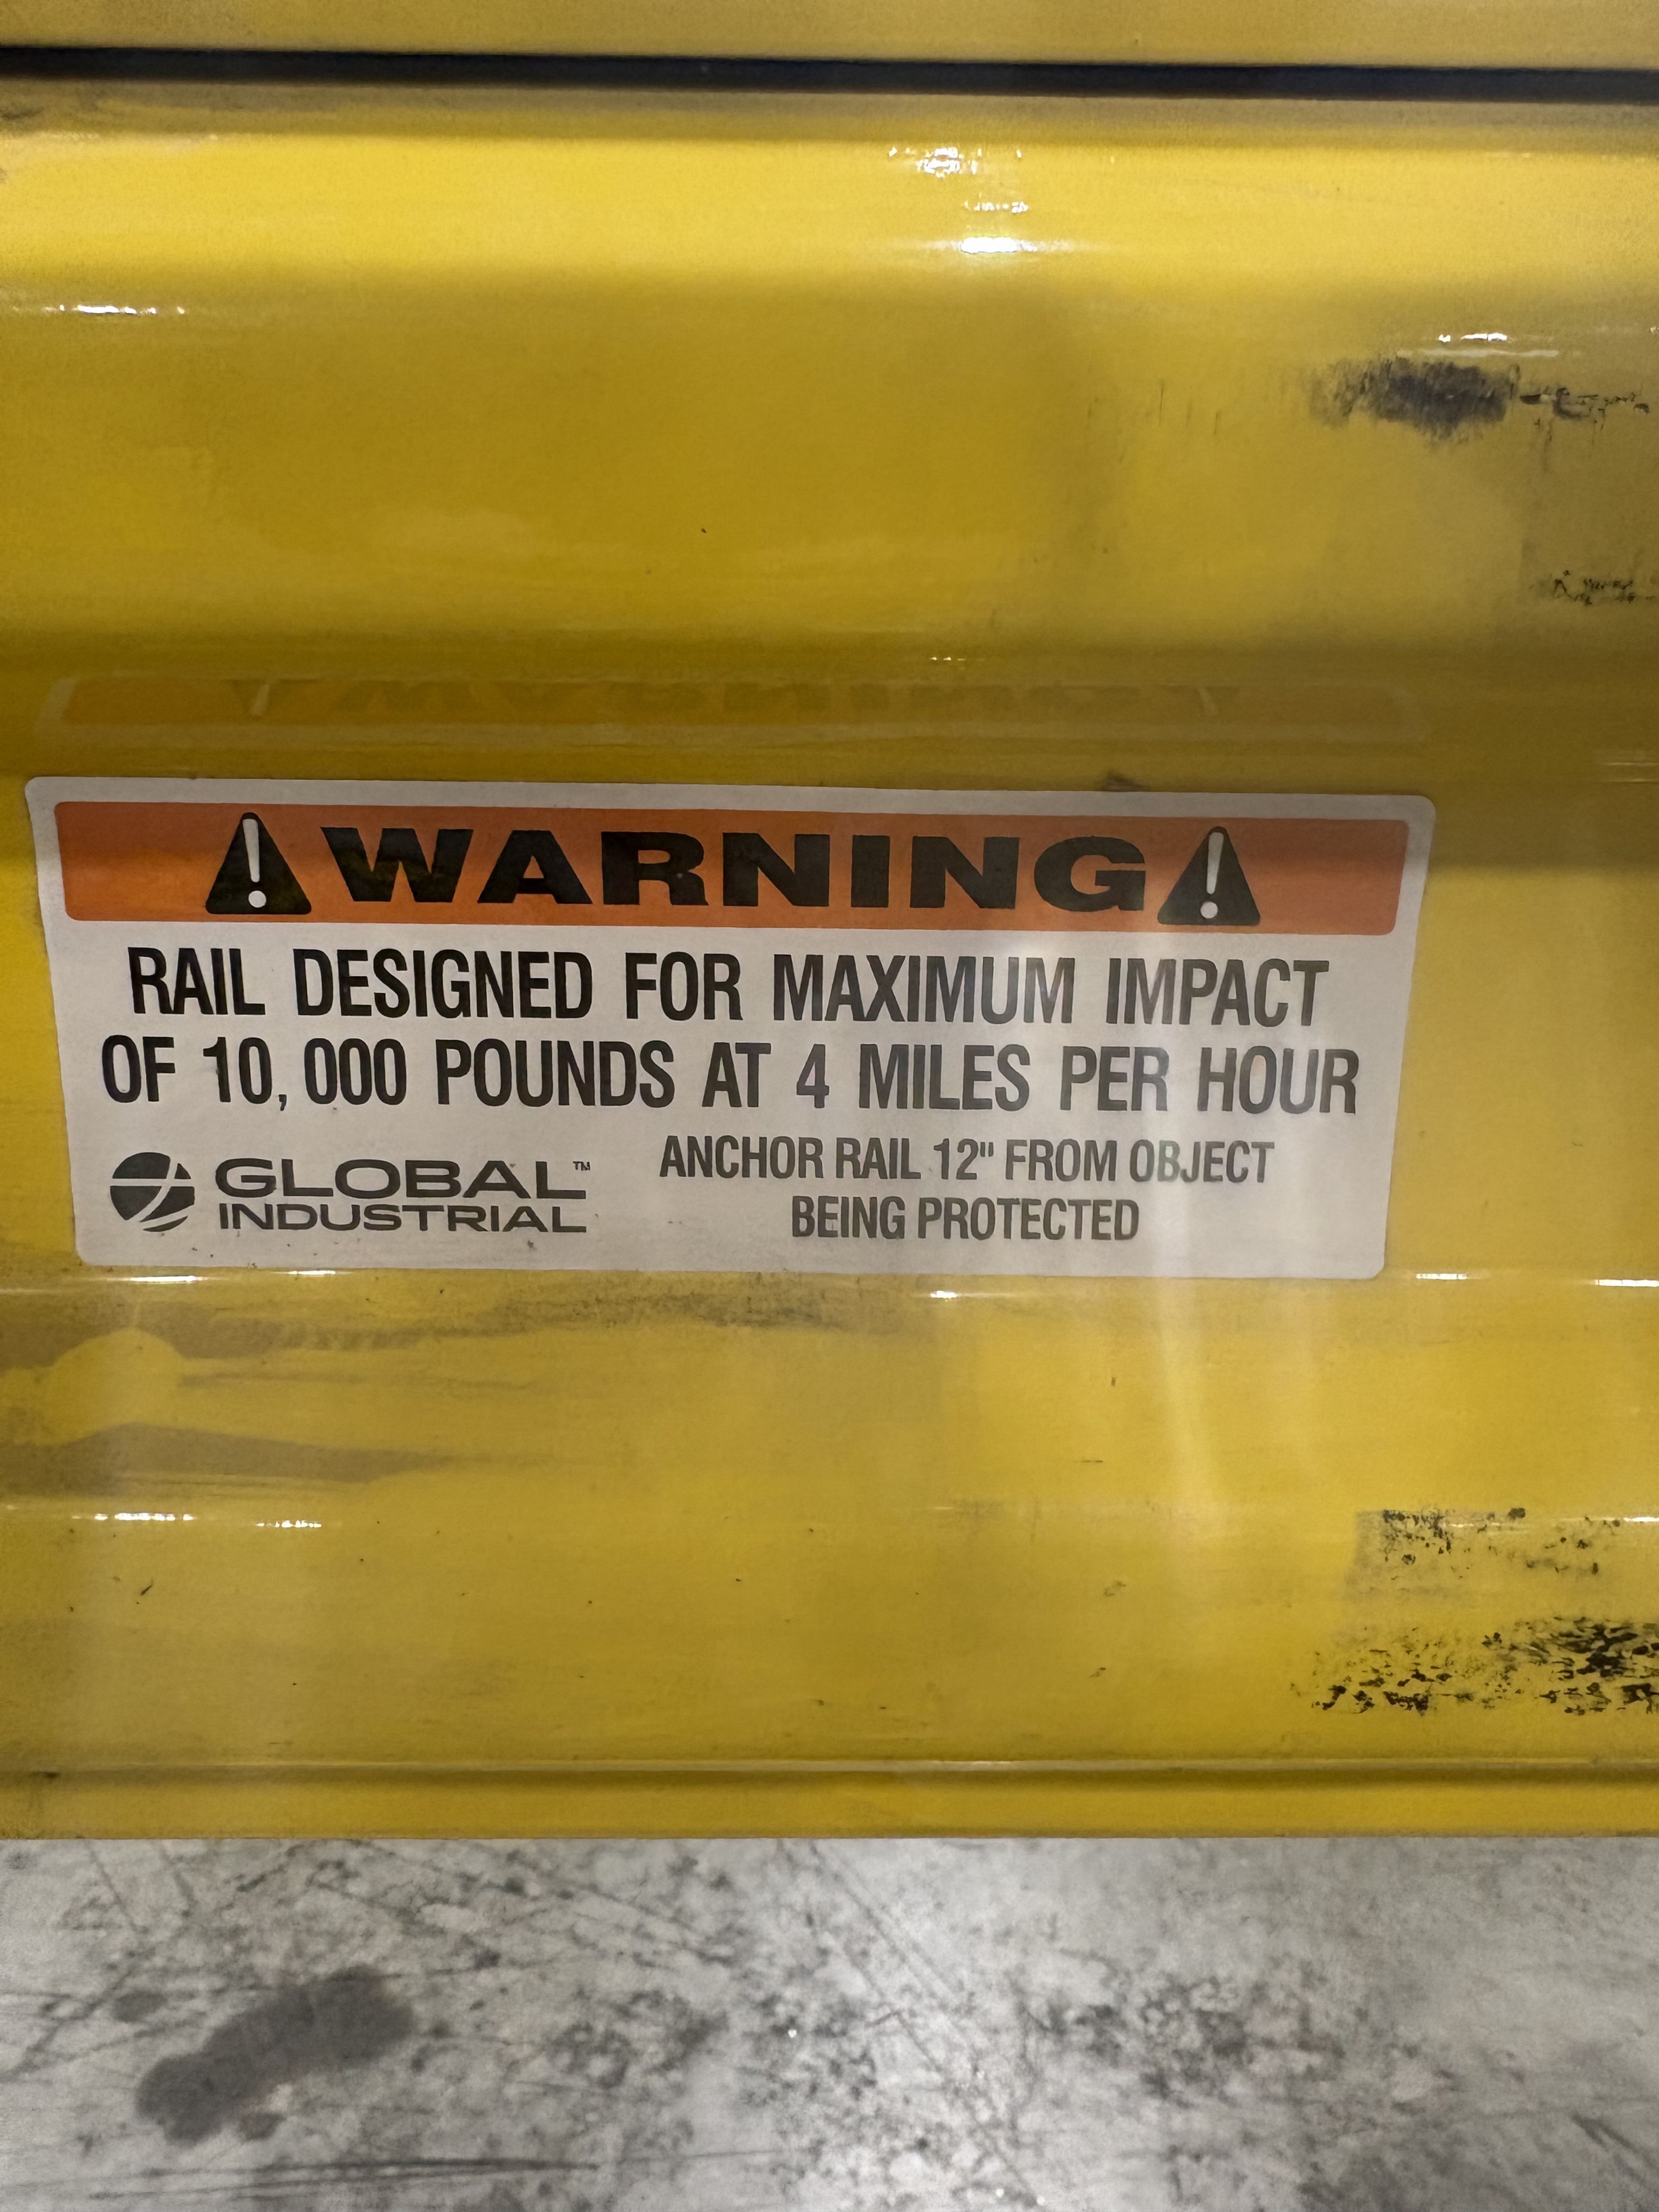 WARNING
RAIL DESIGNED FOR MAXIMUM IMPACT
OF 10,000 POUNDS AT 4 MILES PER HOUR
GLOBAL™
INDUSTRIAL
ANCHOR RAIL 12" FROM OBJECT
BEING PROTECTED